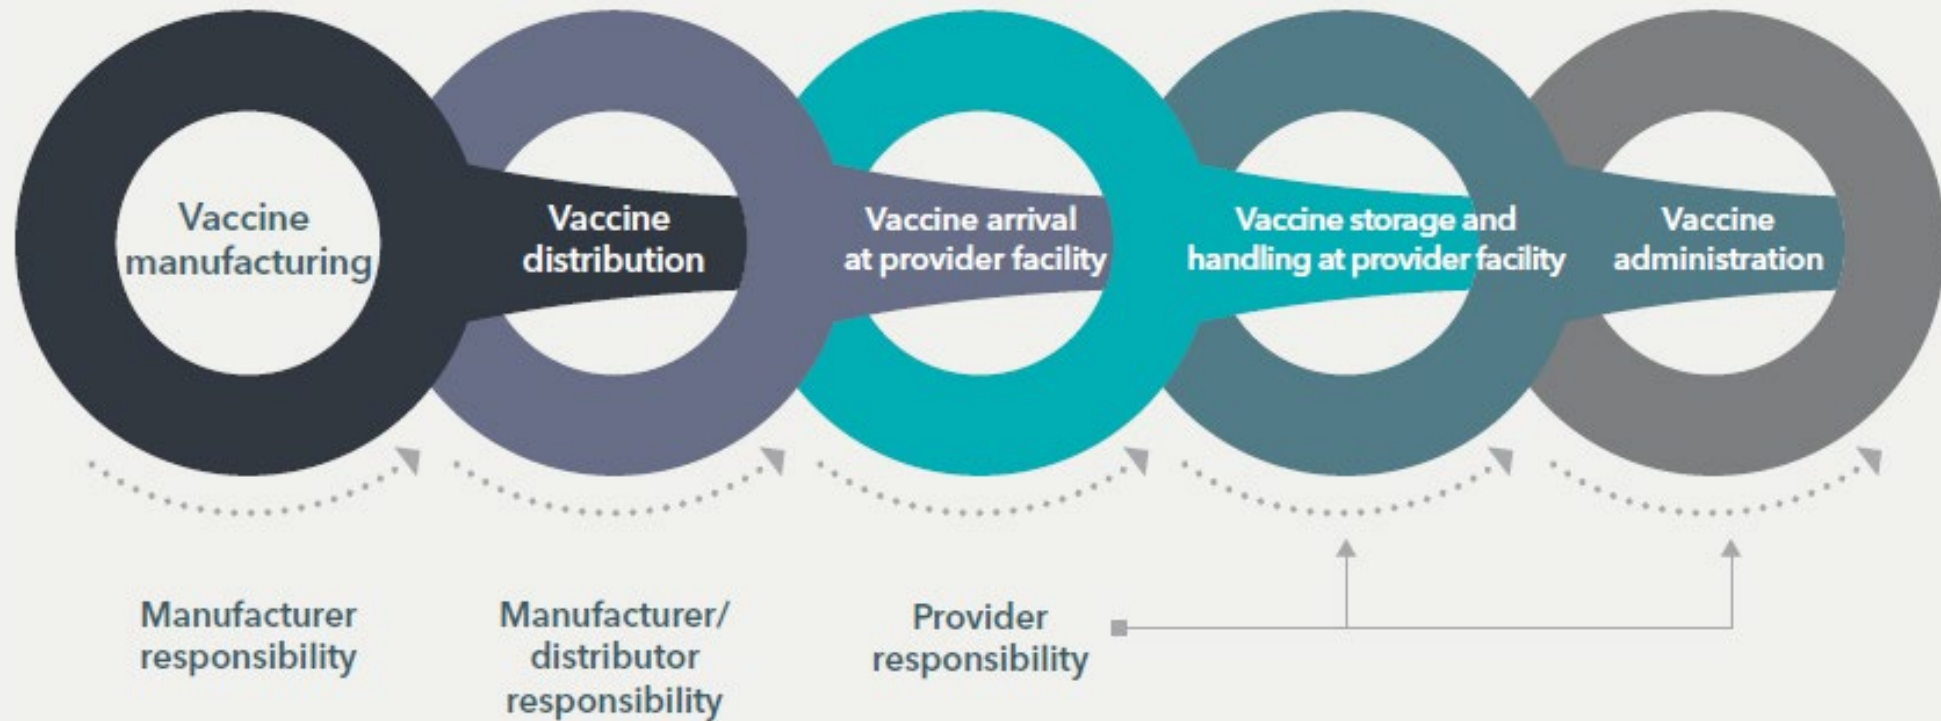 Vaccine
manufacturing
Vaccine
distribution
Vaccine arrival
at provider facility
Vaccine storage and
handling at provider facility
Vaccine
administration
Manufacturer
responsibility
Manufacturer/
distributor
responsibility
Provider
responsibility